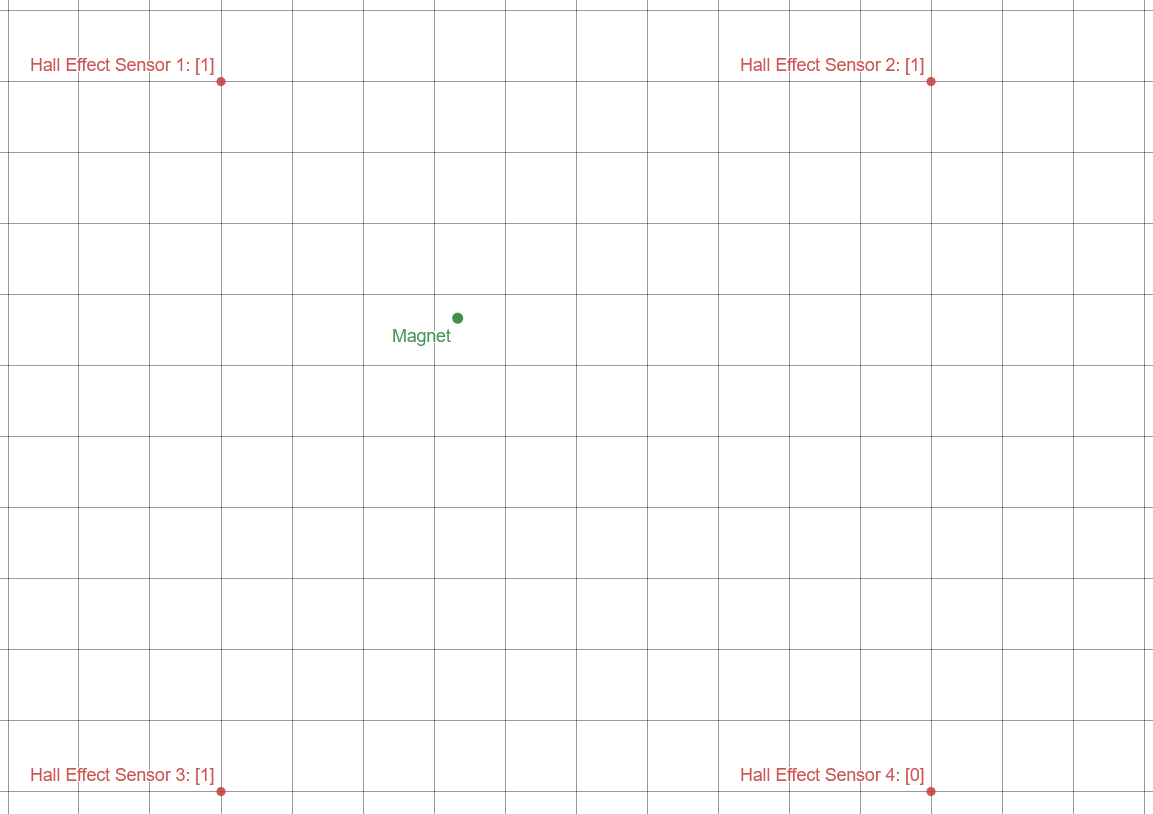 Hall Effect Sensor 1: [1]
Hall Effect Sensor 2: [1]
Magnet
Hall Effect Sensor 3: [1]
Hall Effect Sensor 4: [0]